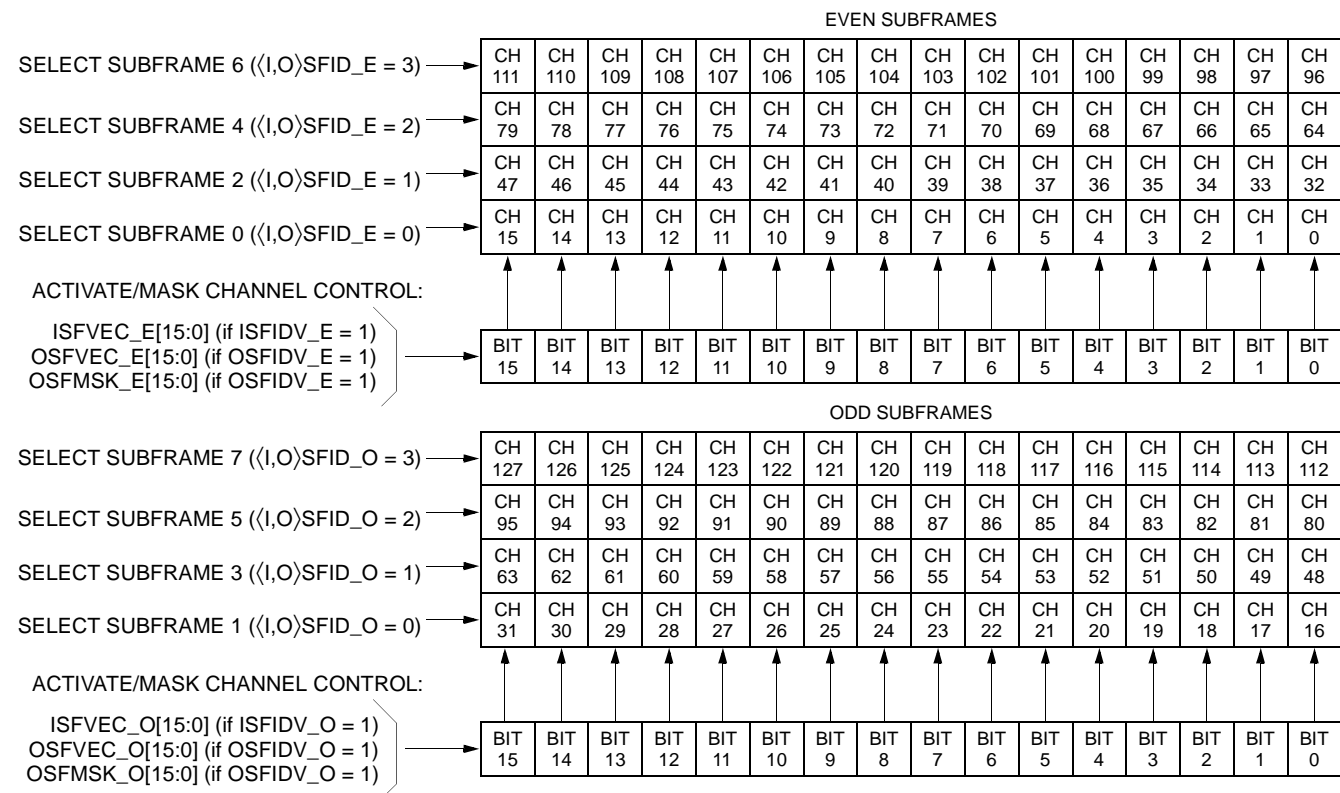 EVEN SUBFRAMES
SELECT SUBFRAME 6 (⟨I,O⟩SFID_E = 3)
CH 111 CH 110 CH 109 CH 108 CH 107 CH 106 CH 105 CH 104 CH 103 CH 102 CH 101 CH 100 CH 99 CH 98 CH 97 CH 96
SELECT SUBFRAME 4 (⟨I,O⟩SFID_E = 2)
CH 79 CH 78 CH 77 CH 76 CH 75 CH 74 CH 73 CH 72 CH 71 CH 70 CH 69 CH 68 CH 67 CH 66 CH 65 CH 64
SELECT SUBFRAME 2 (⟨I,O⟩SFID_E = 1)
CH 47 CH 46 CH 45 CH 44 CH 43 CH 42 CH 41 CH 40 CH 39 CH 38 CH 37 CH 36 CH 35 CH 34 CH 33 CH 32
SELECT SUBFRAME 0 (⟨I,O⟩SFID_E = 0)
CH 15 CH 14 CH 13 CH 12 CH 11 CH 10 CH 9 CH 8 CH 7 CH 6 CH 5 CH 4 CH 3 CH 2 CH 1 CH 0
ACTIVATE/MASK CHANNEL CONTROL:
ISFVEC_E[15:0] (if ISFIDV_E = 1)
OSFVEC_E[15:0] (if OSFIDV_E = 1)
OSFMSK_E[15:0] (if OSFIDV_E = 1)
BIT 15 BIT 14 BIT 13 BIT 12 BIT 11 BIT 10 BIT 9 BIT 8 BIT 7 BIT 6 BIT 5 BIT 4 BIT 3 BIT 2 BIT 1 BIT 0
ODD SUBFRAMES
SELECT SUBFRAME 7 (⟨I,O⟩SFID_O = 3)
CH 127 CH 126 CH 125 CH 124 CH 123 CH 122 CH 121 CH 120 CH 119 CH 118 CH 117 CH 116 CH 115 CH 114 CH 113 CH 112
SELECT SUBFRAME 5 (⟨I,O⟩SFID_O = 2)
CH 95 CH 94 CH 93 CH 92 CH 91 CH 90 CH 89 CH 88 CH 87 CH 86 CH 85 CH 84 CH 83 CH 82 CH 81 CH 80
SELECT SUBFRAME 3 (⟨I,O⟩SFID_O = 1)
CH 63 CH 62 CH 61 CH 60 CH 59 CH 58 CH 57 CH 56 CH 55 CH 54 CH 53 CH 52 CH 51 CH 50 CH 49 CH 48
SELECT SUBFRAME 1 (⟨I,O⟩SFID_O = 0)
CH 31 CH 30 CH 29 CH 28 CH 27 CH 26 CH 25 CH 24 CH 23 CH 22 CH 21 CH 20 CH 19 CH 18 CH 17 CH 16
ACTIVATE/MASK CHANNEL CONTROL:
ISFVEC_O[15:0] (if ISFIDV_O = 1)
OSFVEC_O[15:0] (if OSFIDV_O = 1)
OSFMSK_O[15:0] (if OSFIDV_O = 1)
BIT 15 BIT 14 BIT 13 BIT 12 BIT 11 BIT 10 BIT 9 BIT 8 BIT 7 BIT 6 BIT 5 BIT 4 BIT 3 BIT 2 BIT 1 BIT 0